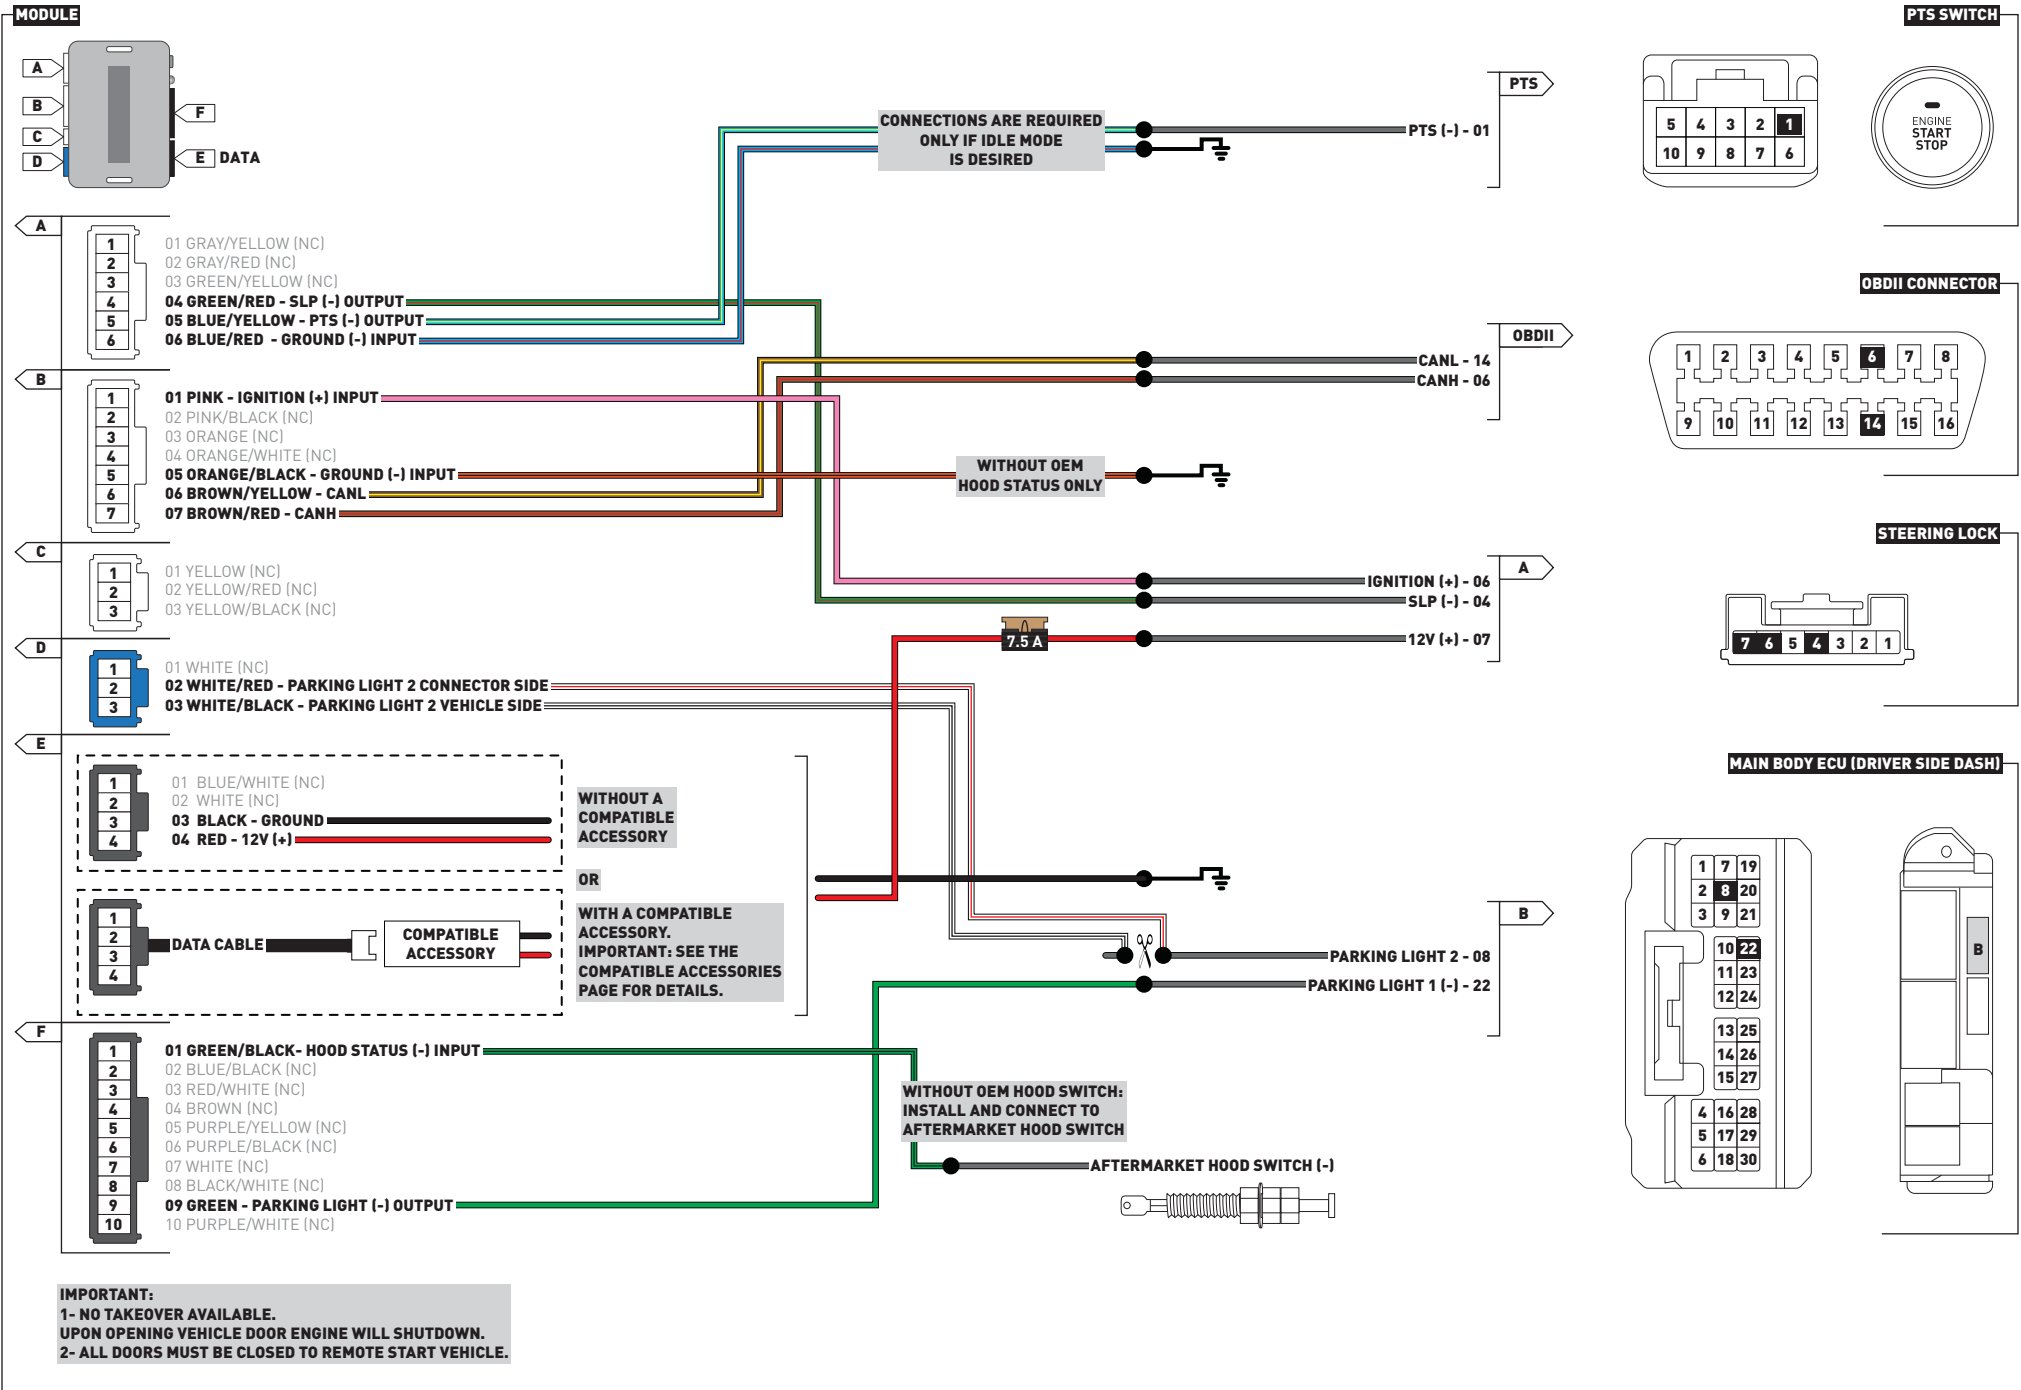 MODULE
A
B
C
D
F
E DATA
A
1
2
3
4
5
6
01 GRAY/YELLOW (NC)
02 GRAY/RED (NC)
03 GREEN/YELLOW (NC)
04 GREEN/RED - SLP (-) OUTPUT
05 BLUE/YELLOW - PTS (-) OUTPUT
06 BLUE/RED - GROUND (-) INPUT
B
1
2
3
4
5
6
7
01 PINK - IGNITION (+) INPUT
02 PINK/BLACK (NC)
03 ORANGE (NC)
04 ORANGE/WHITE (NC)
05 ORANGE/BLACK - GROUND (-) INPUT
06 BROWN/YELLOW - CANL
07 BROWN/RED - CANH
C
1
2
3
01 YELLOW (NC)
02 YELLOW/RED (NC)
03 YELLOW/BLACK (NC)
D
1
2
3
01 WHITE (NC)
02 WHITE/RED - PARKING LIGHT 2 CONNECTOR SIDE
03 WHITE/BLACK - PARKING LIGHT 2 VEHICLE SIDE
E
1
2
3
4
01 BLUE/WHITE (NC)
02 WHITE (NC)
03 BLACK - GROUND
04 RED - 12V (+)
WITHOUT A
COMPATIBLE
ACCESSORY
OR
1
2
3
4
DATA CABLE
COMPATIBLE
ACCESSORY
WITH A COMPATIBLE
ACCESSORY.
IMPORTANT: SEE THE
COMPATIBLE ACCESSORIES
PAGE FOR DETAILS.
F
1
2
3
4
5
6
7
8
9
10
01 GREEN/BLACK- HOOD STATUS (-) INPUT
02 BLUE/BLACK (NC)
03 RED/WHITE (NC)
04 BROWN (NC)
05 PURPLE/YELLOW (NC)
06 PURPLE/BLACK (NC)
07 WHITE (NC)
08 BLACK/WHITE (NC)
09 GREEN - PARKING LIGHT (-) OUTPUT
10 PURPLE/WHITE (NC)
IMPORTANT:
1- NO TAKEOVER AVAILABLE.
UPON OPENING VEHICLE DOOR ENGINE WILL SHUTDOWN.
2- ALL DOORS MUST BE CLOSED TO REMOTE START VEHICLE.
CONNECTIONS ARE REQUIRED
ONLY IF IDLE MODE
IS DESIRED
WITHOUT OEM
HOOD STATUS ONLY
7.5 A
WITHOUT OEM HOOD SWITCH:
INSTALL AND CONNECT TO
AFTERMARKET HOOD SWITCH
AFTERMARKET HOOD SWITCH (-)
PTS
PTS (-) - 01
OBDII
CANL - 14
CANH - 06
A
IGNITION (+) - 06
SLP (-) - 04
12V (+) - 07
B
PARKING LIGHT 2 - 08
PARKING LIGHT 1 (-) - 22
PTS SWITCH
5 4 3 2 1
10 9 8 7 6
ENGINE
START
STOP
OBDII CONNECTOR
1 2 3 4 5 6 7 8
9 10 11 12 13 14 15 16
STEERING LOCK
7 6 5 4 3 2 1
MAIN BODY ECU (DRIVER SIDE DASH)
1 7 19
2 8 20
3 9 21
10 22
11 23
12 24
13 25
14 26
15 27
4 16 28
5 17 29
6 18 30
B